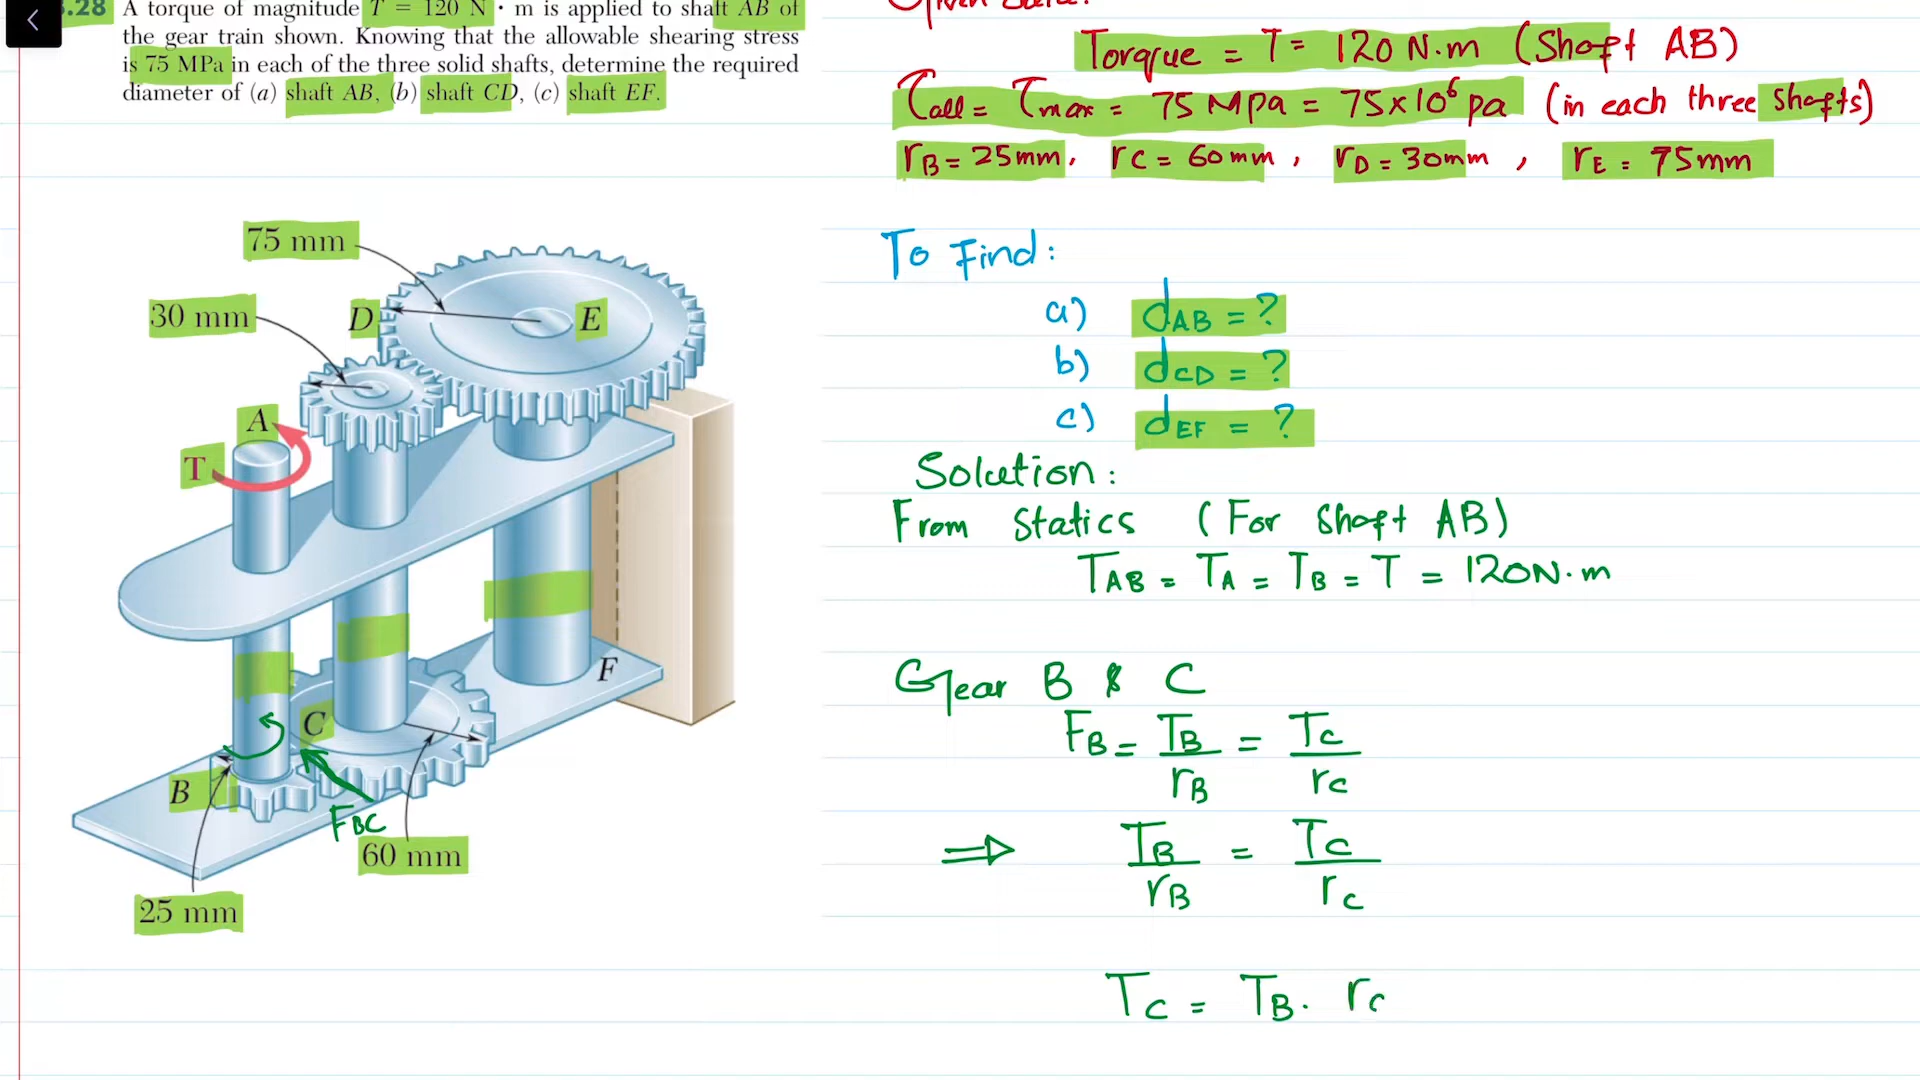 .28 A torque of magnitude T = 120 N · m is applied to shaft AB of
the gear train shown. Knowing that the allowable shearing stress
is 75 MPa in each of the three solid shafts, determine the required
diameter of (a) shaft AB, (b) shaft CD, (c) shaft EF.
75 mm
30 mm
D
E
A
T
F
C
B
FBC
60 mm
25 mm
Given data:
Torque = T = 120 N.m (Shaft AB)
τall = τmax = 75 MPa = 75x10⁶ pa (in each three shafts)
rB = 25mm, rC = 60mm, rD = 30mm, rE = 75mm
To Find:
a) dAB = ?
b) dCD = ?
c) dEF = ?
Solution:
From Statics (For Shaft AB)
TAB = TA = TB = T = 120N.m
Gear B & C
FB = TB/rB = TC/rC
⇒ TB/rB = TC/rC
TC = TB. rC